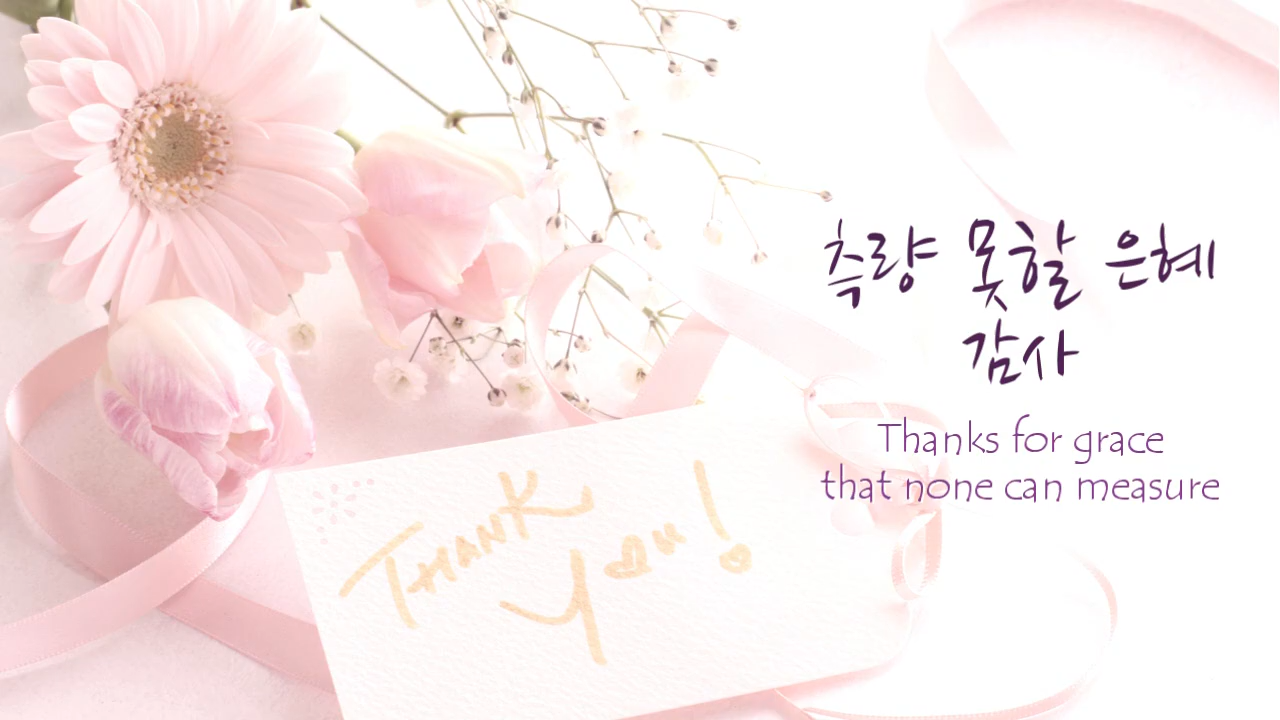 측량 못할 은혜
감사
Thanks for grace
that none can measure
THANK
You!